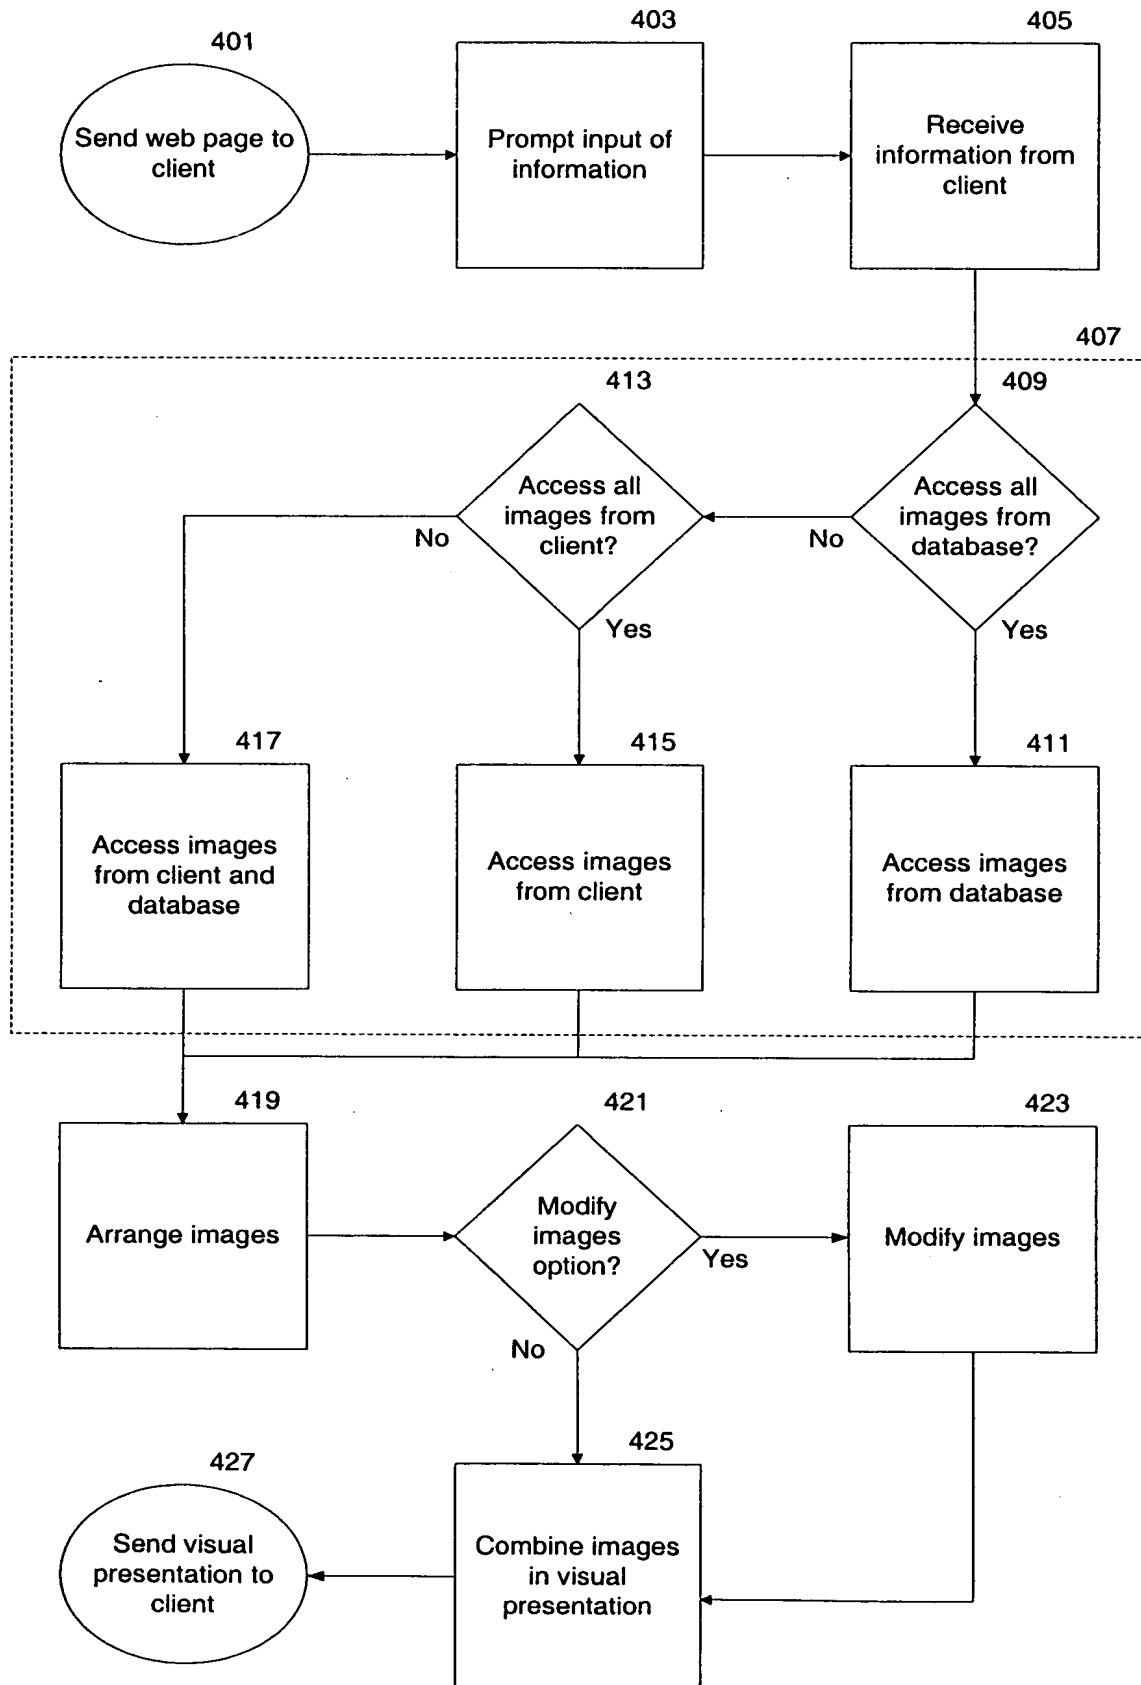 401
Send web page to
client
403
Prompt input of
information
405
Receive
information from
client
407
409
Access all
images from
database?
No
Yes
413
Access all
images from
client?
No
Yes
417
Access images
from client and
database
415
Access images
from client
411
Access images
from database
419
Arrange images
421
Modify
images
option?
Yes
No
423
Modify images
425
Combine images
in visual
presentation
427
Send visual
presentation to
client